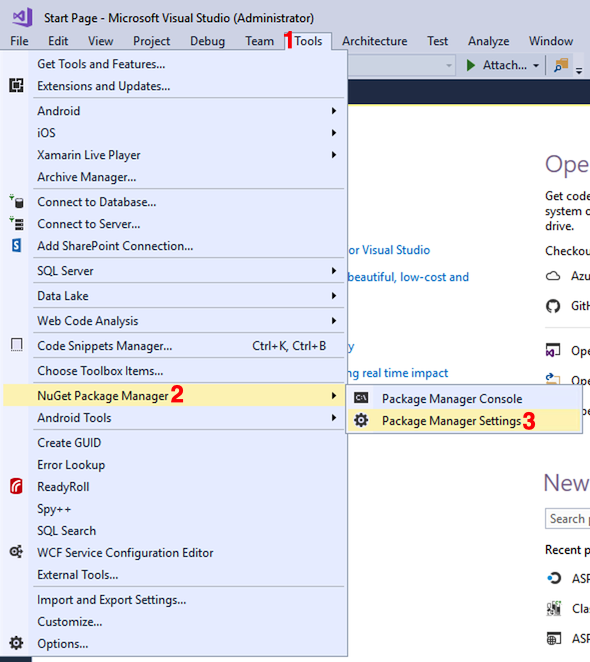 Start Page - Microsoft Visual Studio (Administrator)
File Edit View Project Debug Team 1 Tools Architecture Test Analyze Window
Attach...
Get Tools and Features...
Extensions and Updates...
Android
iOS
Xamarin Live Player
Archive Manager...
Connect to Database...
Connect to Server...
Add SharePoint Connection...
SQL Server
Data Lake
Web Code Analysis
Code Snippets Manager... Ctrl+K, Ctrl+B
Choose Toolbox Items...
NuGet Package Manager 2
Android Tools
Create GUID
Error Lookup
ReadyRoll
Spy++
SQL Search
WCF Service Configuration Editor
External Tools...
Import and Export Settings...
Customize...
Options...
Package Manager Console
Package Manager Settings 3
or Visual Studio
beautiful, low-cost and
y
ng real time impact
Ope
Get code
system o
drive.
Checkou
Azu
GitH
Ope
Ope
New
Search p
Recent p
ASP
Clas
ASP